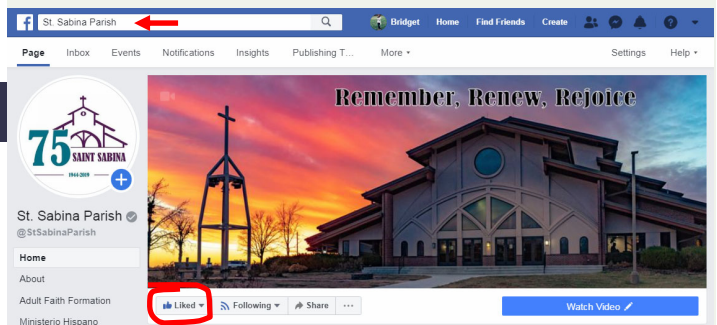 St. Sabina Parish
Bridget Home Find Friends Create
Page Inbox Events Notifications Insights Publishing T... More Settings Help
Remember, Renew, Rejoice
75
SAINT SABINA
1944-2019
St. Sabina Parish
@StSabinaParish
Home
About
Adult Faith Formation
Ministerio Hispano
Liked Following Share ...
Watch Video